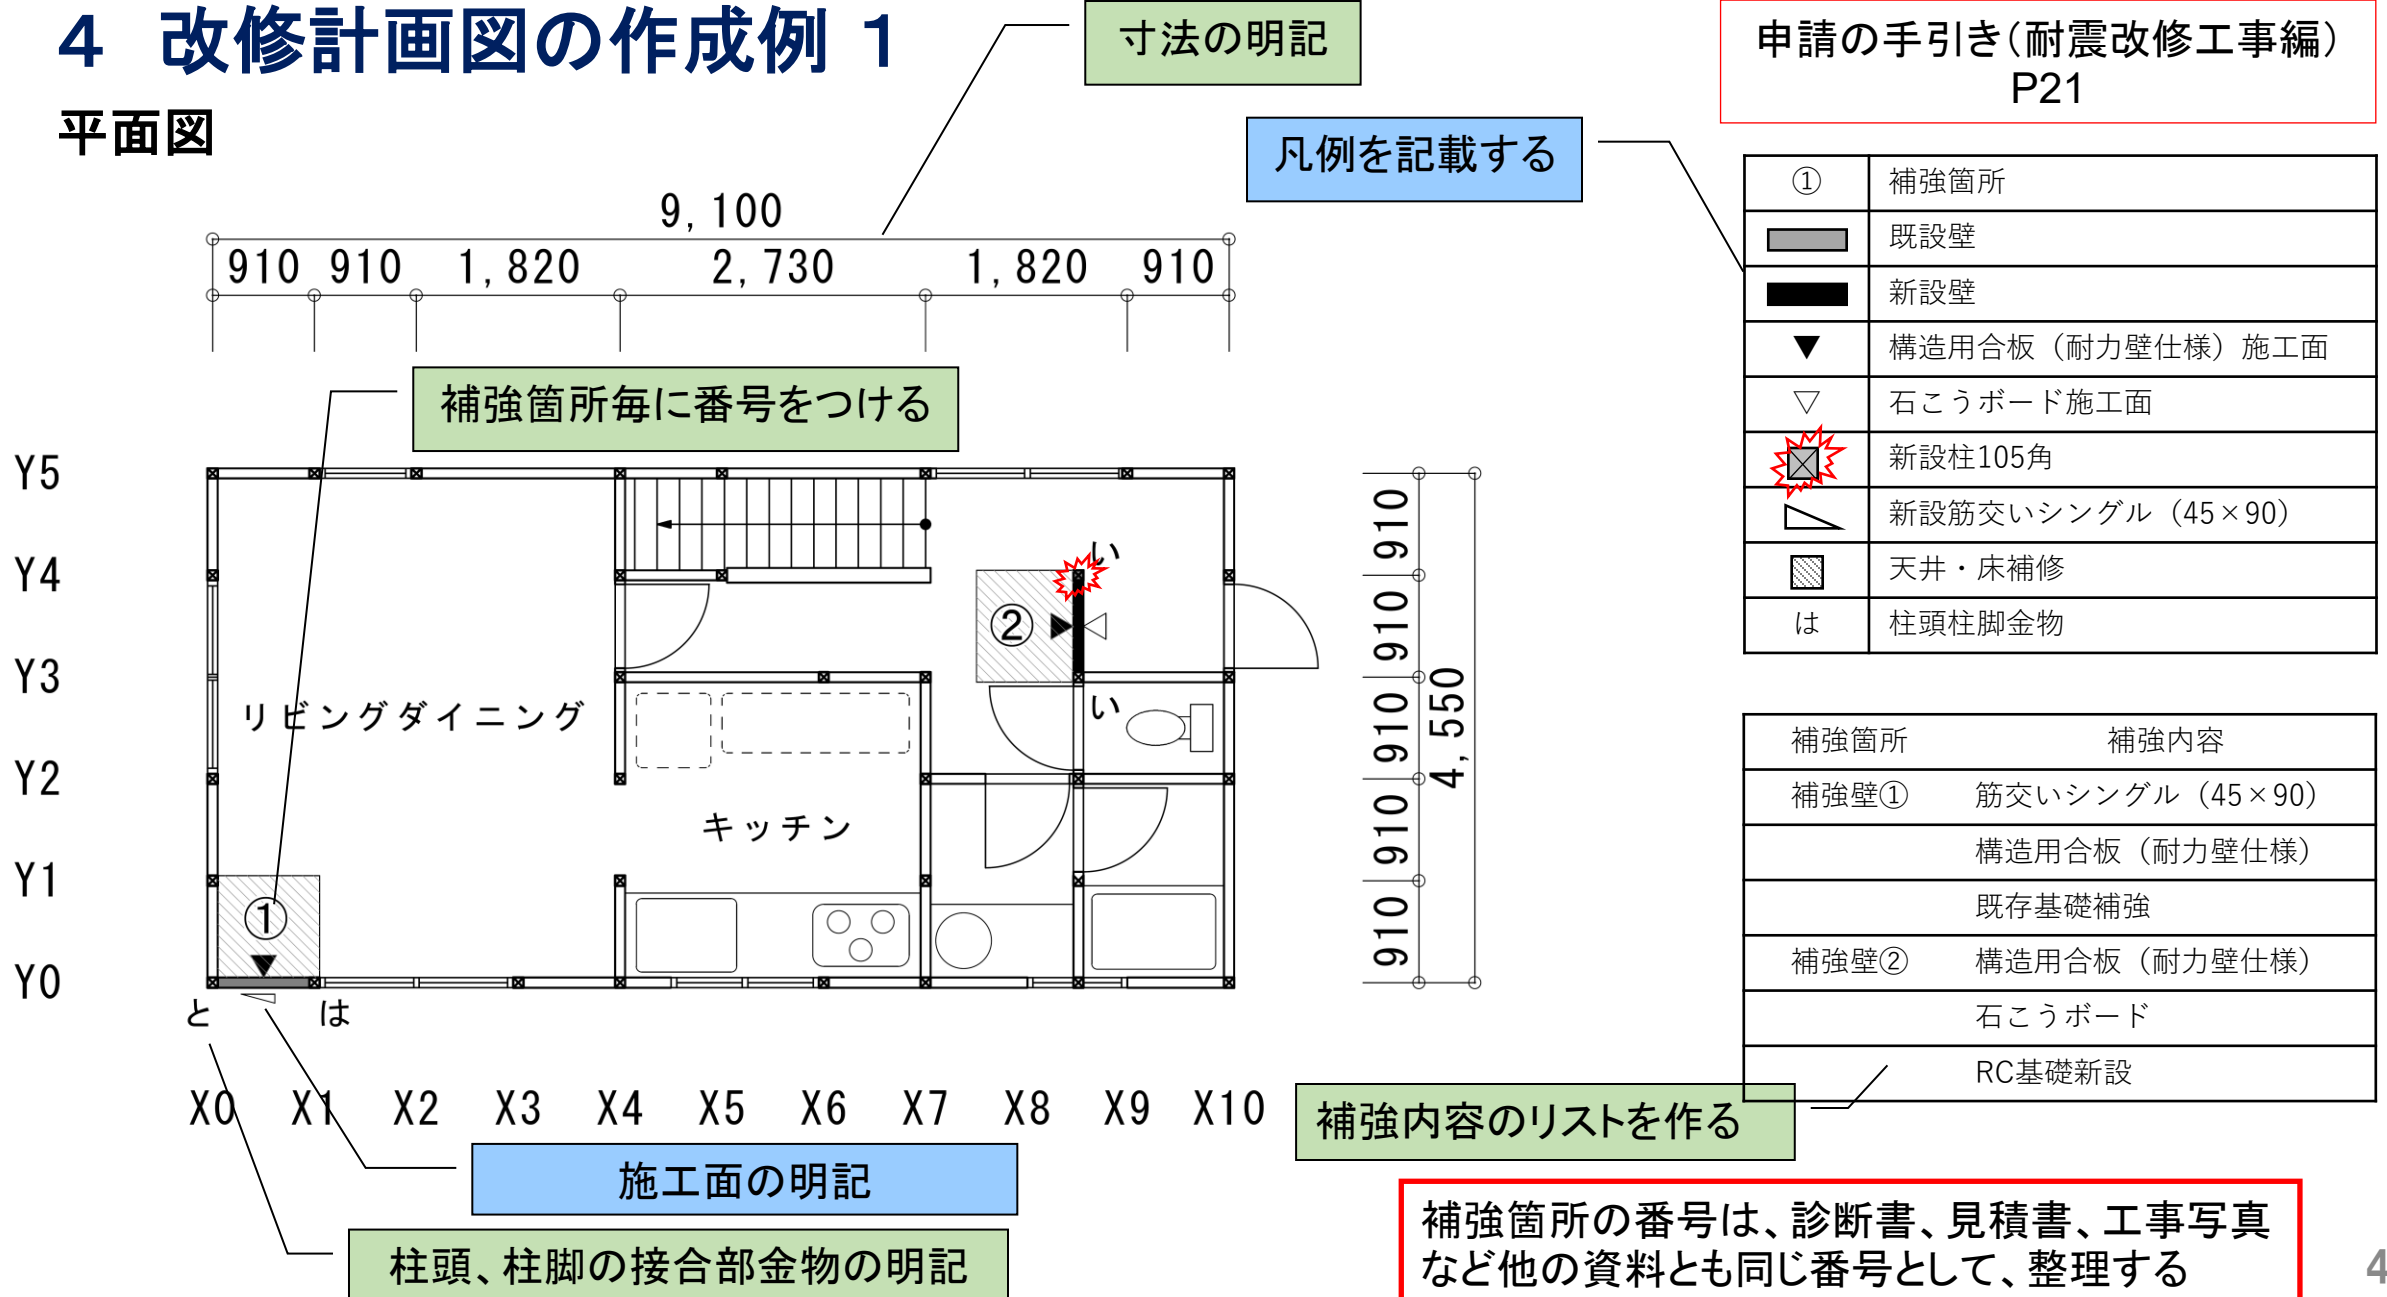 4 改修計画図の作成例 1
平面図
寸法の明記
申請の手引き(耐震改修工事編)
P21
凡例を記載する
① 補強箇所
既設壁
新設壁
▼ 構造用合板(耐力壁仕様)施工面
▽ 石こうボード施工面
新設柱105角
新設筋交いシングル(45×90)
天井・床補修
は 柱頭柱脚金物
9,100
910 910 1,820 2,730 1,820 910
補強箇所毎に番号をつける
Y5
Y4
Y3
Y2
Y1
Y0
い
②
い
リビングダイニング
キッチン
①
と は
910
910
910
910
910
4,550
X0 X1 X2 X3 X4 X5 X6 X7 X8 X9 X10
補強箇所 補強内容
補強壁① 筋交いシングル(45×90)
構造用合板(耐力壁仕様)
既存基礎補強
補強壁② 構造用合板(耐力壁仕様)
石こうボード
RC基礎新設
補強内容のリストを作る
施工面の明記
柱頭、柱脚の接合部金物の明記
補強箇所の番号は、診断書、見積書、工事写真
など他の資料とも同じ番号として、整理する
4